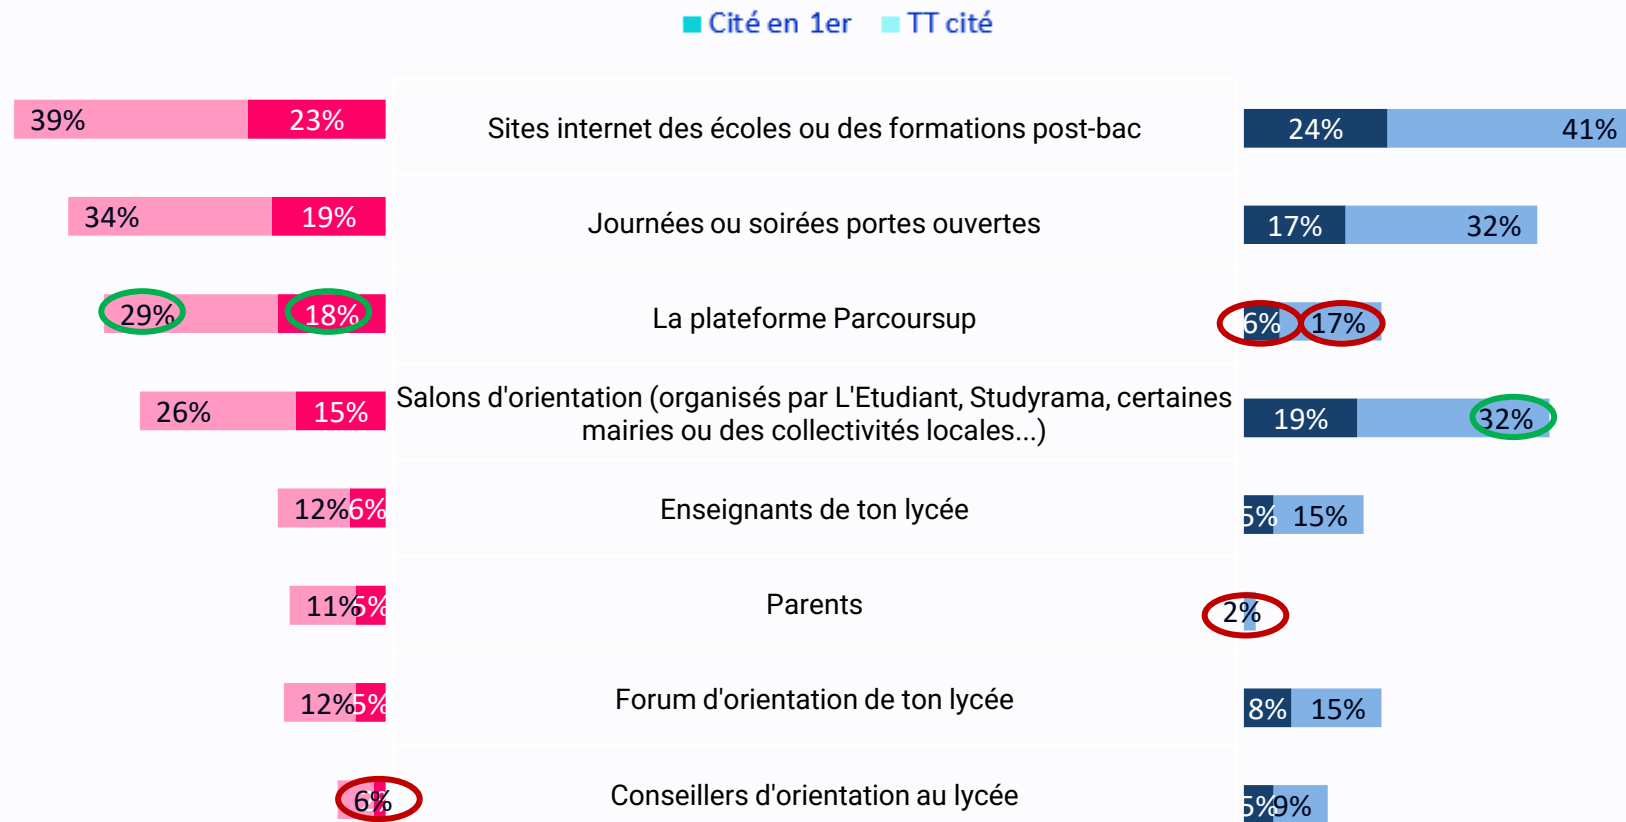 Cité en 1er TT cité
39% 23% Sites internet des écoles ou des formations post-bac 24% 41%
34% 19% Journées ou soirées portes ouvertes 17% 32%
29% 18% La plateforme Parcoursup 6% 17%
26% 15% Salons d'orientation (organisés par L'Etudiant, Studyrama, certaines
mairies ou des collectivités locales...) 19% 32%
12% 6% Enseignants de ton lycée 5% 15%
11% 5% Parents 2%
12% 5% Forum d'orientation de ton lycée 8% 15%
6% Conseillers d'orientation au lycée 5% 9%